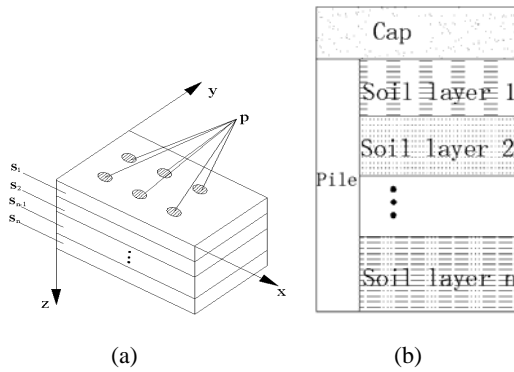 y
p
S1
S2
Sn-1
Sn
z
x
(a)
Cap
Soil layer 1
Soil layer 2
Pile
Soil layer n
(b)